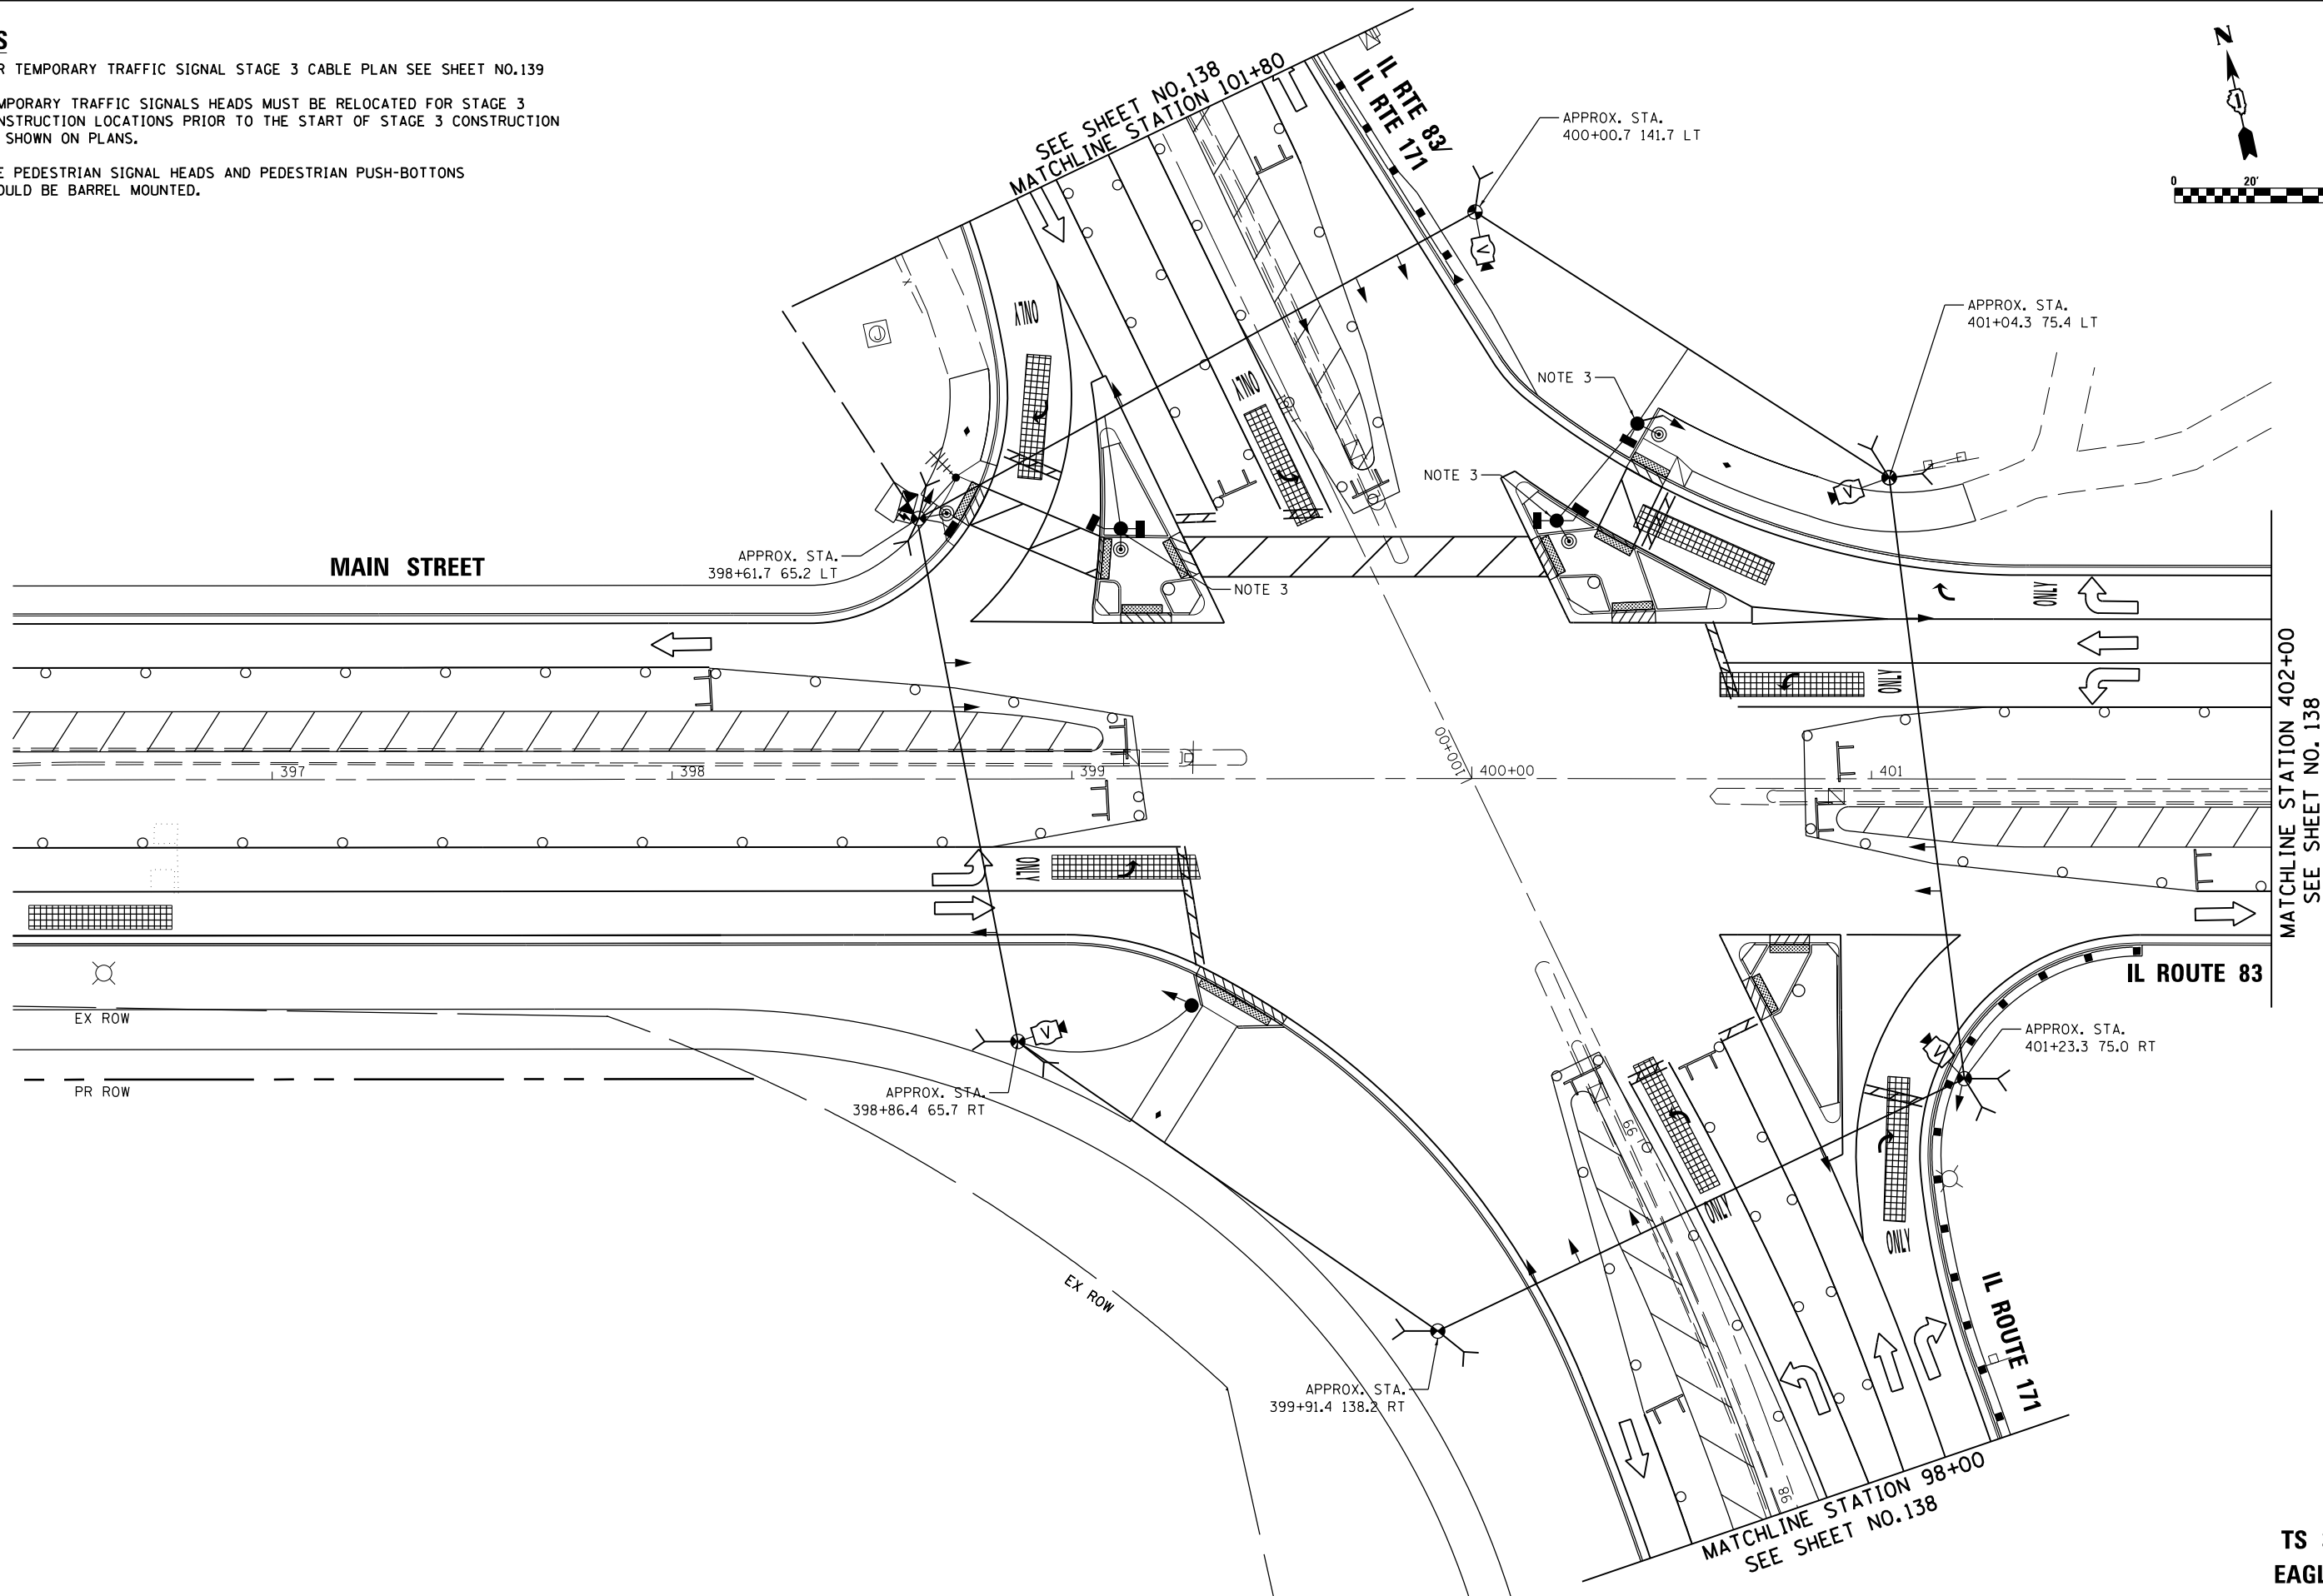 S
R TEMPORARY TRAFFIC SIGNAL STAGE 3 CABLE PLAN SEE SHEET NO.139
MPORARY TRAFFIC SIGNALS HEADS MUST BE RELOCATED FOR STAGE 3
NSTRUCTION LOCATIONS PRIOR TO THE START OF STAGE 3 CONSTRUCTION
SHOWN ON PLANS.
E PEDESTRIAN SIGNAL HEADS AND PEDESTRIAN PUSH-BOTTONS
OULD BE BARREL MOUNTED.
SEE SHEET NO.138
MATCHLINE STATION 101+80
IL RTE 83/
IL RTE 171
APPROX. STA.
400+00.7 141.7 LT
N
1
0 20'
APPROX. STA.
401+04.3 75.4 LT
V
ONLY
J
ONLY
NOTE 3
NOTE 3
V
MAIN STREET
APPROX. STA.
398+61.7 65.2 LT
NOTE 3
ONLY
ONLY
MATCHLINE STATION 402+00
SEE SHEET NO. 138
397
398
399
100+00
400+00
401
ONLY
IL ROUTE 83
EX ROW
V
V
APPROX. STA.
401+23.3 75.0 RT
PR ROW
APPROX. STA.
398+86.4 65.7 RT
99
ONLY
ONLY
EX ROW
IL ROUTE 171
APPROX. STA.
399+91.4 138.2 RT
98
MATCHLINE STATION 98+00
SEE SHEET NO.138
TS
EAGL